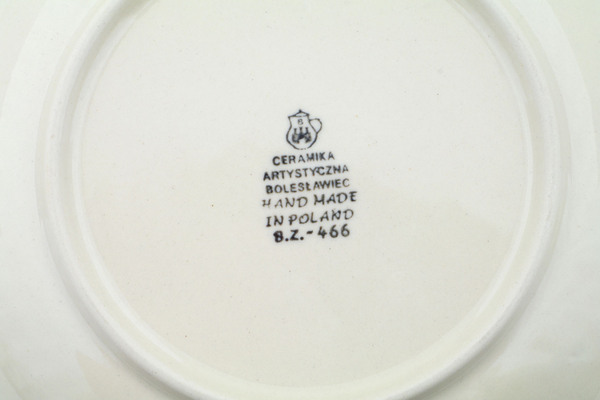 CERAMIKA
ARTYSTYCZNA
BOLESŁAWIEC
HAND MADE
IN POLAND
B.Z.-466